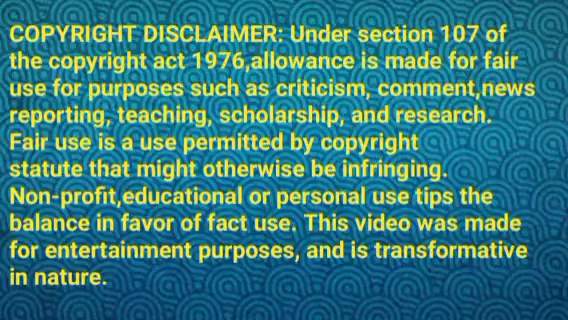 COPYRIGHT DISCLAIMER: Under section 107 of
the copyright act 1976,allowance is made for fair
use for purposes such as criticism, comment,news
reporting, teaching, scholarship, and research.
Fair use is a use permitted by copyright
statute that might otherwise be infringing.
Non-profit,educational or personal use tips the
balance in favor of fact use. This video was made
for entertainment purposes, and is transformative
in nature.